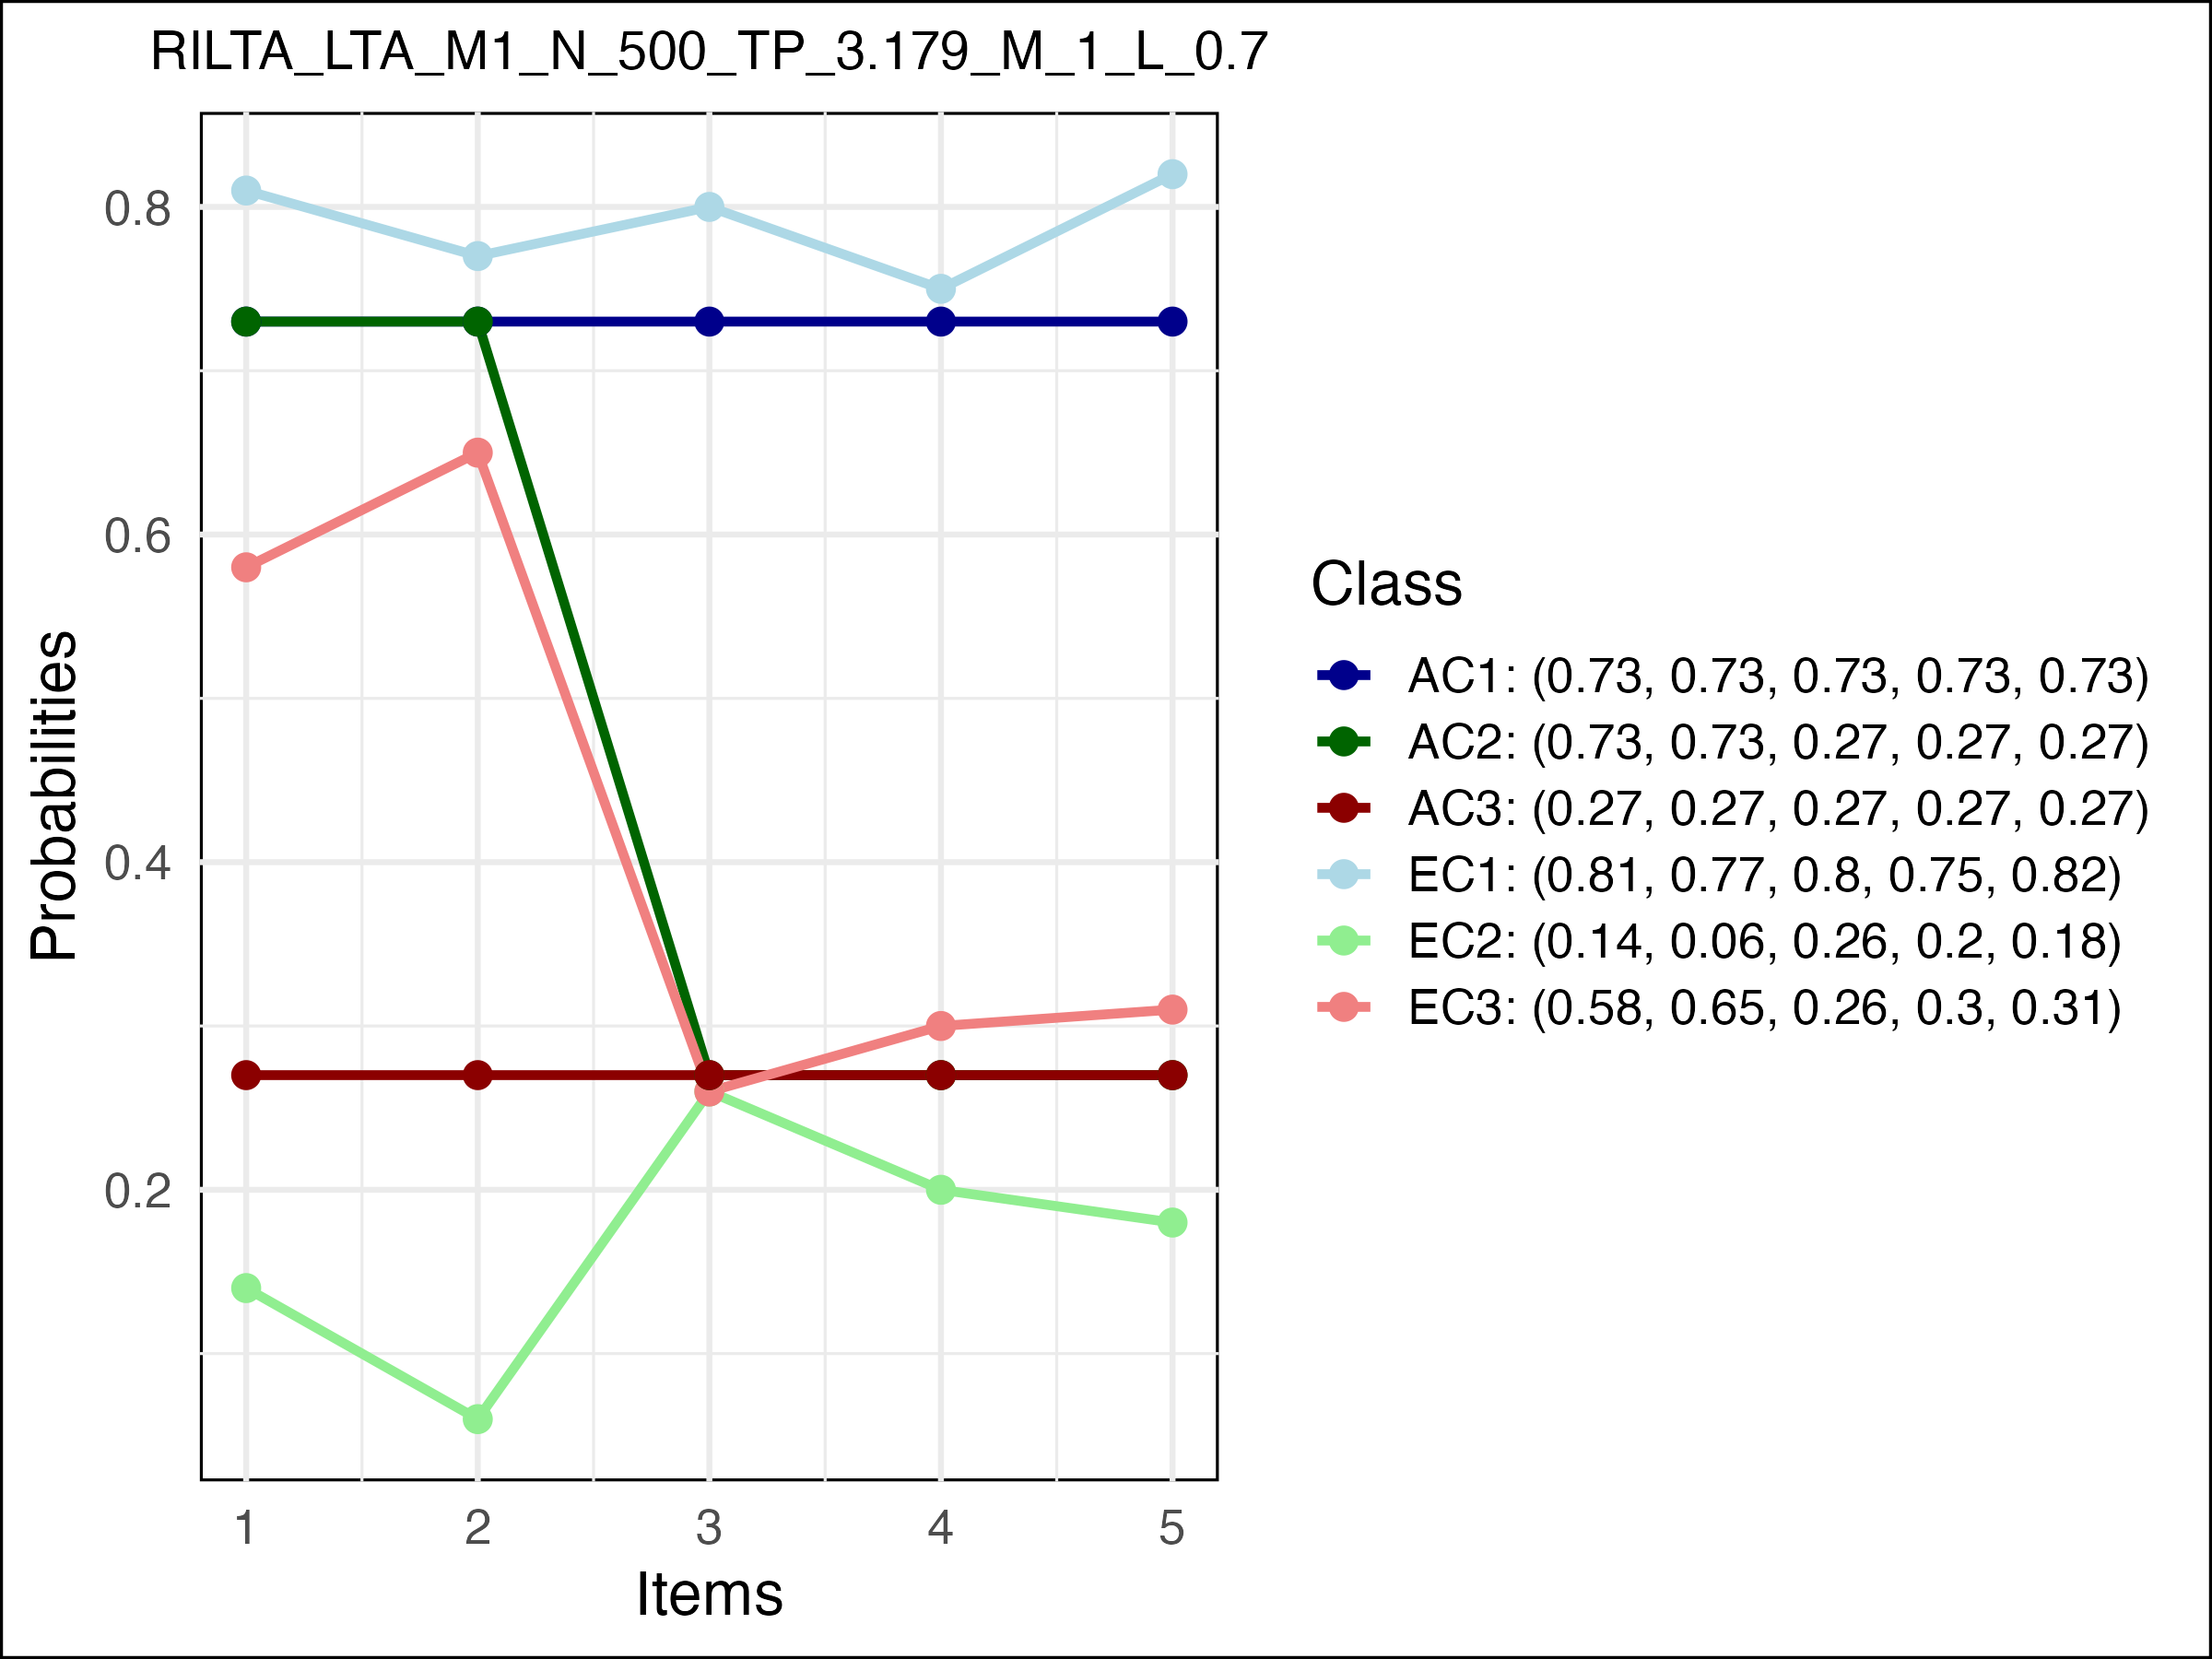 RILTA_LTA_M1_N_500_TP_3.179_M_1_L_0.7
Probabilities
0.8
0.6
0.4
0.2
1 2 3 4 5
Items
Class
AC1: (0.73, 0.73, 0.73, 0.73, 0.73)
AC2: (0.73, 0.73, 0.27, 0.27, 0.27)
AC3: (0.27, 0.27, 0.27, 0.27, 0.27)
EC1: (0.81, 0.77, 0.8, 0.75, 0.82)
EC2: (0.14, 0.06, 0.26, 0.2, 0.18)
EC3: (0.58, 0.65, 0.26, 0.3, 0.31)